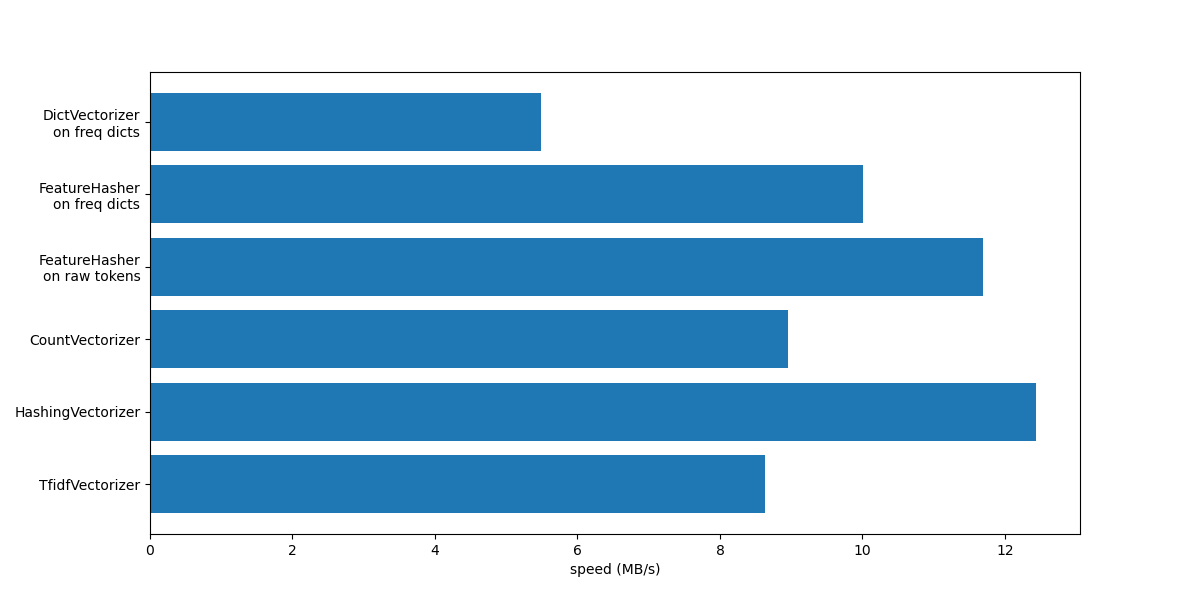 DictVectorizer
on freq dicts
FeatureHasher
on freq dicts
FeatureHasher
on raw tokens
CountVectorizer
HashingVectorizer
TfidfVectorizer
0 2 4 6 8 10 12
speed (MB/s)